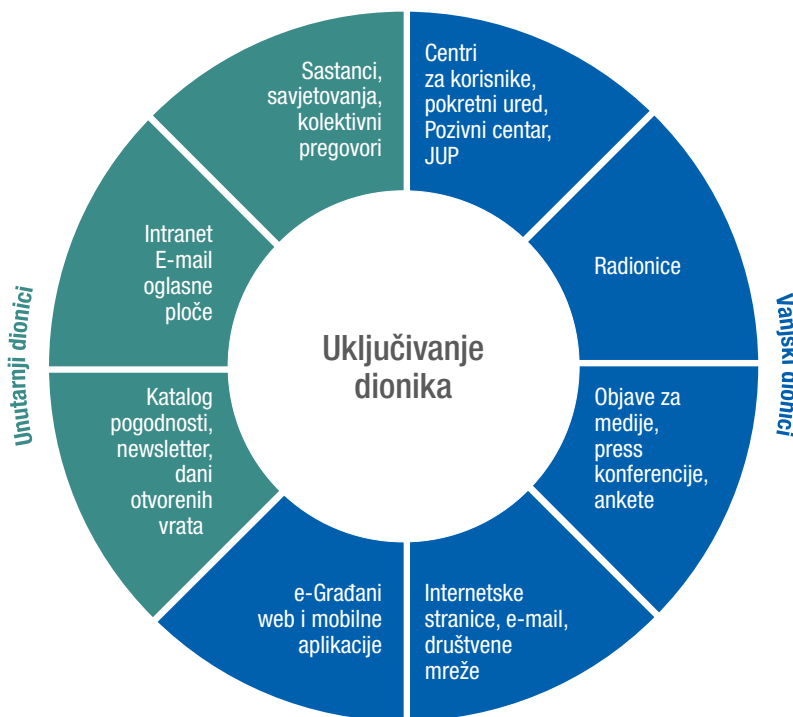 Sastanci,
savjetovanja,
kolektivni
pregovori
Centri
za korisnike,
pokretni ured,
Pozivni centar,
JUP
Intranet
E-mail
oglasne
ploče
Radionice
Unutarnji dionici
Uključivanje
dionika
Vanjski dionici
Katalog
pogodnosti,
newsletter,
dani
otvorenih
vrata
Objave za
medije,
press
konferencije,
ankete
e-Građani
web i mobilne
aplikacije
Internetske
stranice, e-mail,
društvene
mreže